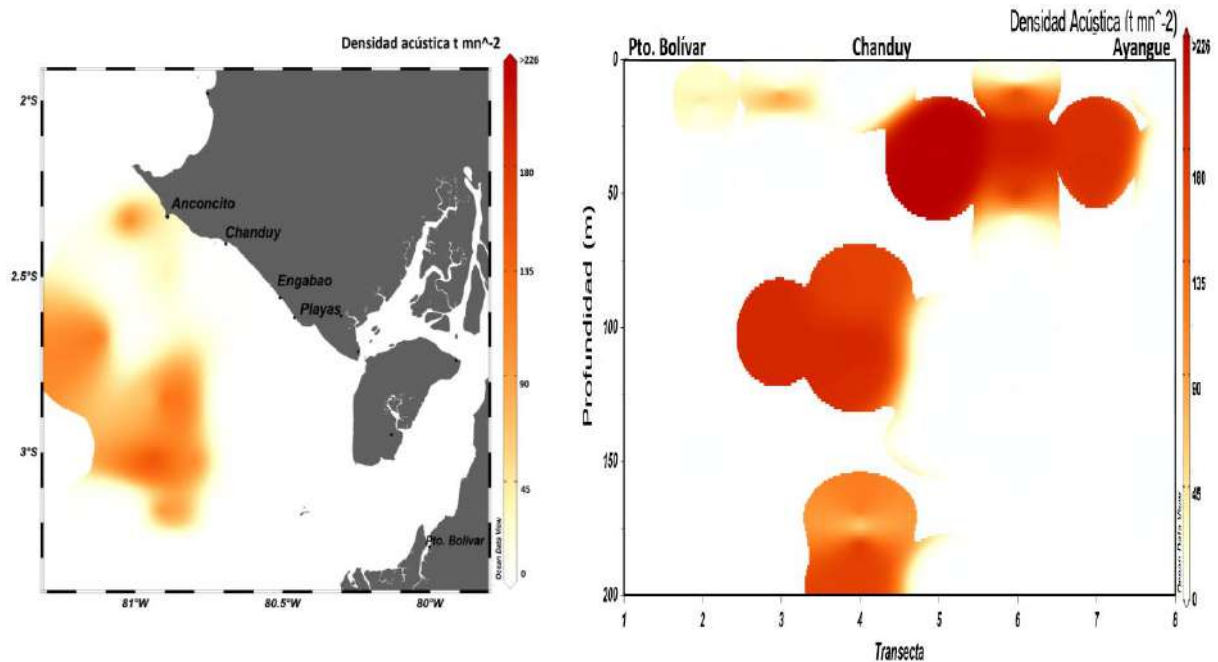 Densidad acústica t mn^-2
>226
180
135
90
45
0
Ocean Data View
2°S
2.5°S
3°S
81°W
80.5°W
80°W
Anconcito
Chanduy
Engabao
Playas
Pto. Bolívar
Densidad Acústica (t mn^-2)
Pto. Bolívar Chanduy Ayangue
>226
180
135
90
45
0
Ocean Data View
Profundidad (m)
0
50
100
150
200
1 2 3 4 5 6 7 8
Transecta